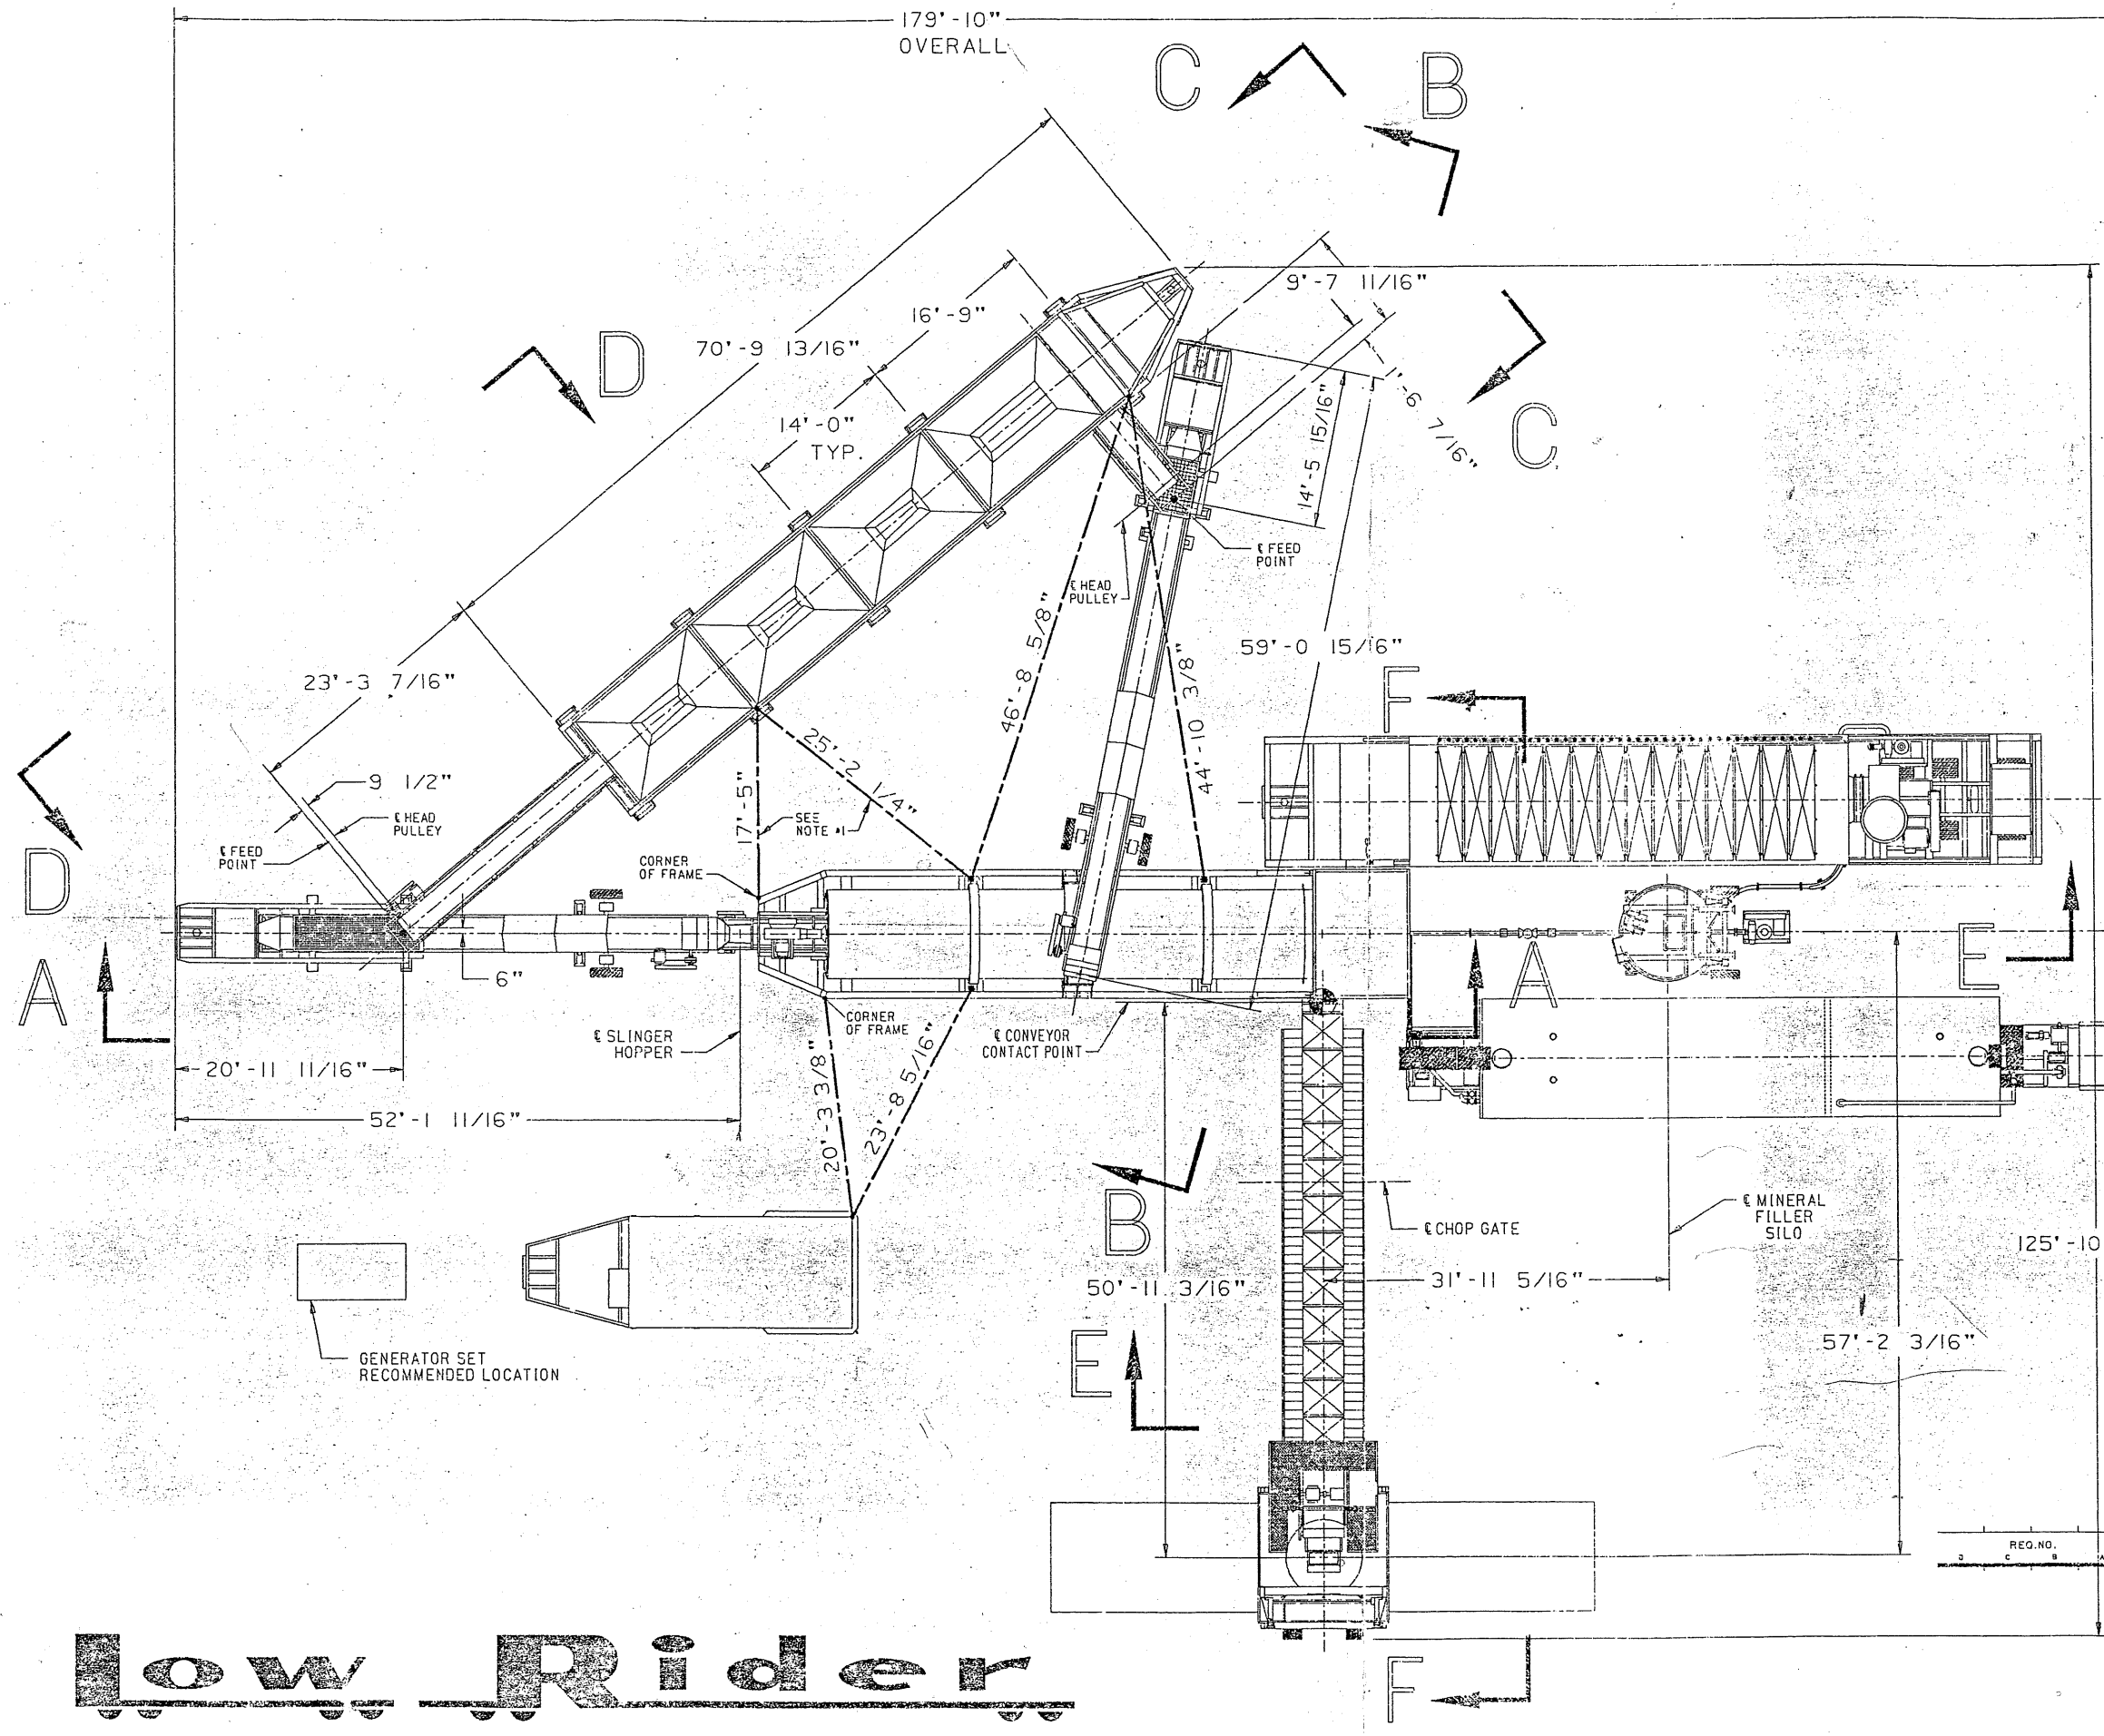 179'-10"
OVERALL
C
B
9'-7 11/16"
16'-9"
70'-9 13/16"
D
14'-0"
TYP.
1'-6 7/16"
14'-5 15/16"
C
℄ FEED
POINT
℄ HEAD
PULLEY
46'-8 5/8"
59'-0 15/16"
44'-10 3/8"
F
23'-3 7/16"
25'-2 1/4"
17'-5"
SEE
NOTE #1
9 1/2"
℄ HEAD
PULLEY
℄ FEED
POINT
CORNER
OF FRAME
D
A
6"
E
A
CORNER
OF FRAME
℄ SLINGER
HOPPER
℄ CONVEYOR
CONTACT POINT
20'-11 11/16"
52'-1 11/16"
20'-3 3/8"
23'-8 5/16"
B
℄ CHOP GATE
℄ MINERAL
FILLER
SILO
125'-10
50'-11 3/16"
31'-11 5/16"
57'-2 3/16"
E
GENERATOR SET
RECOMMENDED LOCATION
REQ.NO.
D C B A
F
Low Rider